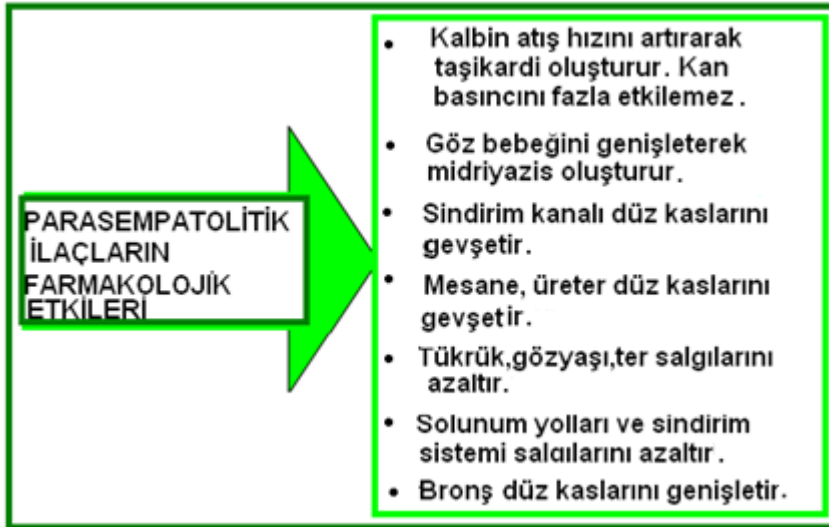 PARASEMPATOLİTİK
İLAÇLARIN
FARMAKOLOJİK
ETKİLERİ
• Kalbin atış hızını artırarak
taşikardi oluşturur. Kan
basıncını fazla etkilemez .
• Göz bebeğini genişleterek
midriyazis oluşturur.
• Sindirim kanalı düz kaslarını
gevşetir.
• Mesane, üreter düz kaslarını
gevşetir.
• Tükrük,gözyaşı,ter salgılarını
azaltır.
• Solunum yolları ve sindirim
sistemi salgılarını azaltır .
• Bronş düz kaslarını genişletir.